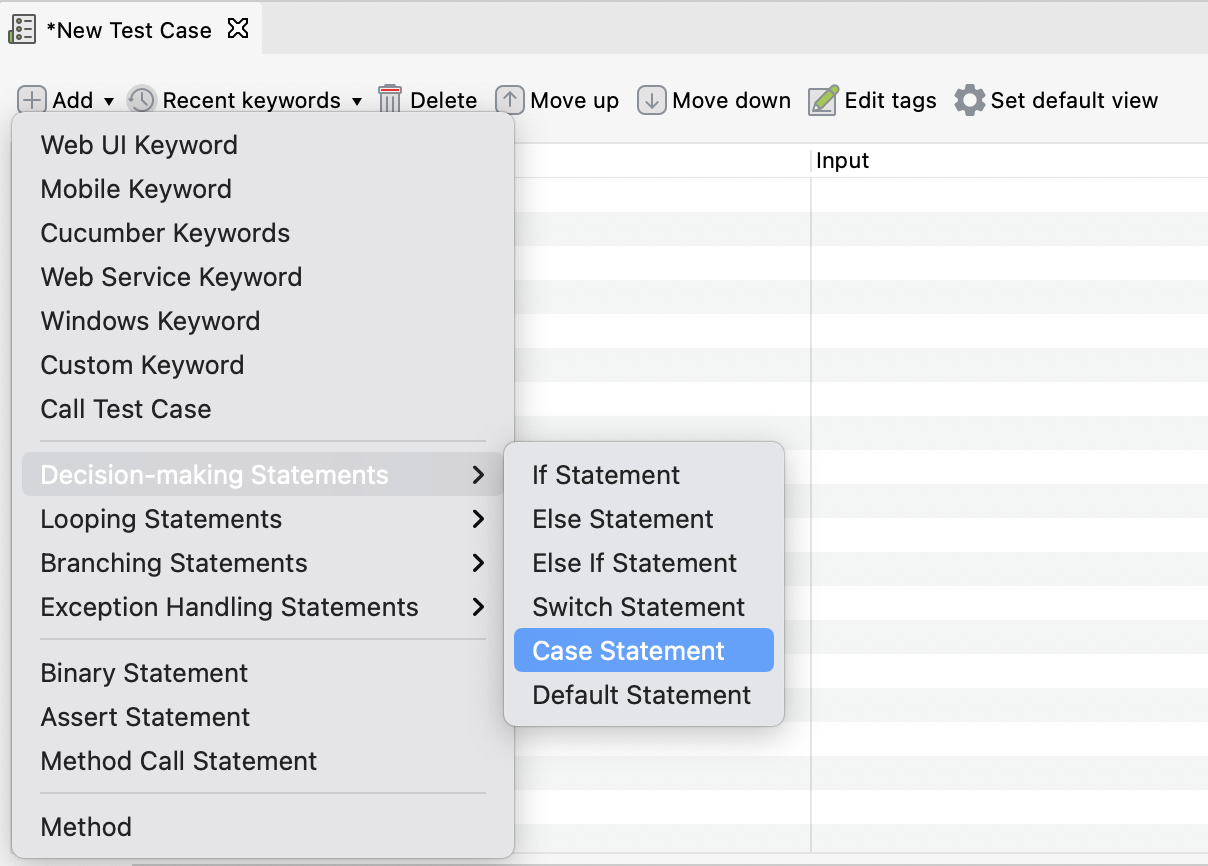 *New Test Case
Add Recent keywords Delete Move up Move down Edit tags Set default view
Input
Web UI Keyword
Mobile Keyword
Cucumber Keywords
Web Service Keyword
Windows Keyword
Custom Keyword
Call Test Case
Decision-making Statements
Looping Statements
Branching Statements
Exception Handling Statements
Binary Statement
Assert Statement
Method Call Statement
Method
If Statement
Else Statement
Else If Statement
Switch Statement
Case Statement
Default Statement